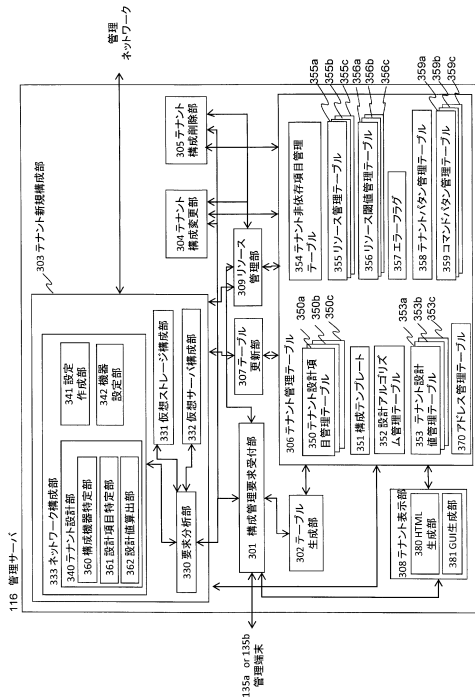 116 管理サーバ
管理
ネットワーク
303 テナント新規構成部
333 ネットワーク構成部
340 テナント設計部
360 構成機器特定部
361 設計項目特定部
362 設計値算出部
341 設定
作成部
342 機器
設定部
330 要求分析部
331 仮想ストレージ構成部
332 仮想サーバ構成部
304 テナント
構成変更部
305 テナント
構成削除部
301 構成管理要求受付部
307 テーブル
更新部
309 リソース
管理部
135a or 135b
管理端末
302 テーブル
生成部
308 テナント表示部
380 HTML
生成部
381 GUI生成部
306 テナント管理テーブル
350 テナント設計項
目管理テーブル
350a
350b
350c
351 構成テンプレート
352 設計アルゴリズ
ム管理テーブル
353 テナント設計
値管理テーブル
353a
353b
353c
370 アドレス管理テーブル
354 テナント非依存項目管理
テーブル
355 リソース管理テーブル
355a
355b
355c
356 リソース閾値管理テーブル
356a
356b
356c
357 エラーフラグ
358 テナントパタン管理テーブル
359 コマンドパタン管理テーブル
359a
359b
359c